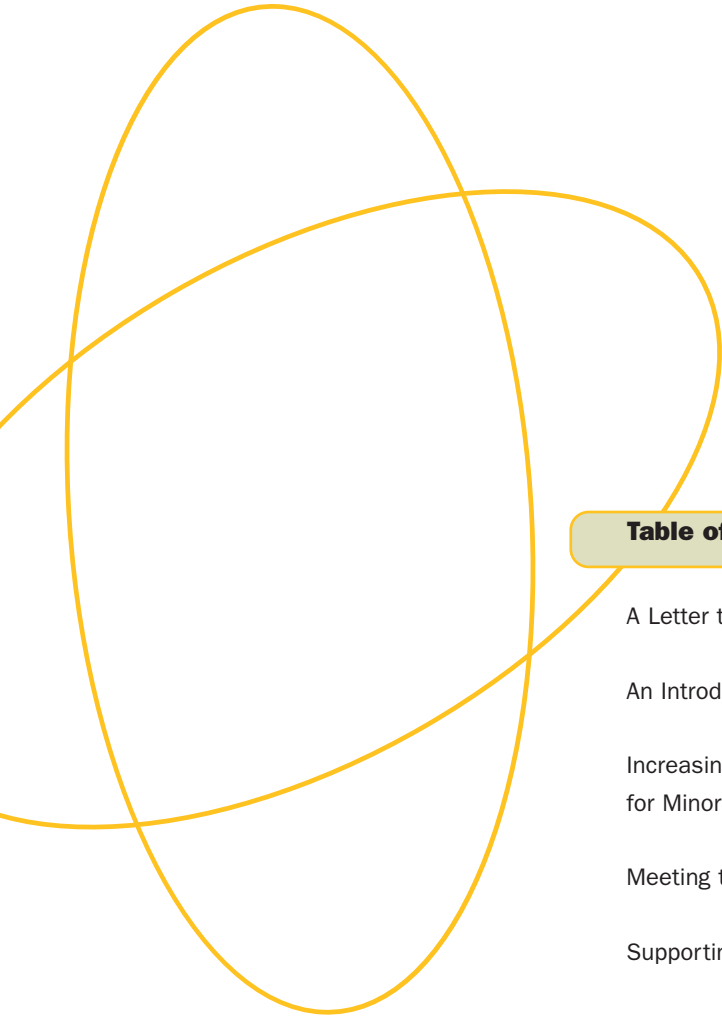 Table of
A Letter t
An Introd
Increasin
for Minor
Meeting t
Supportin